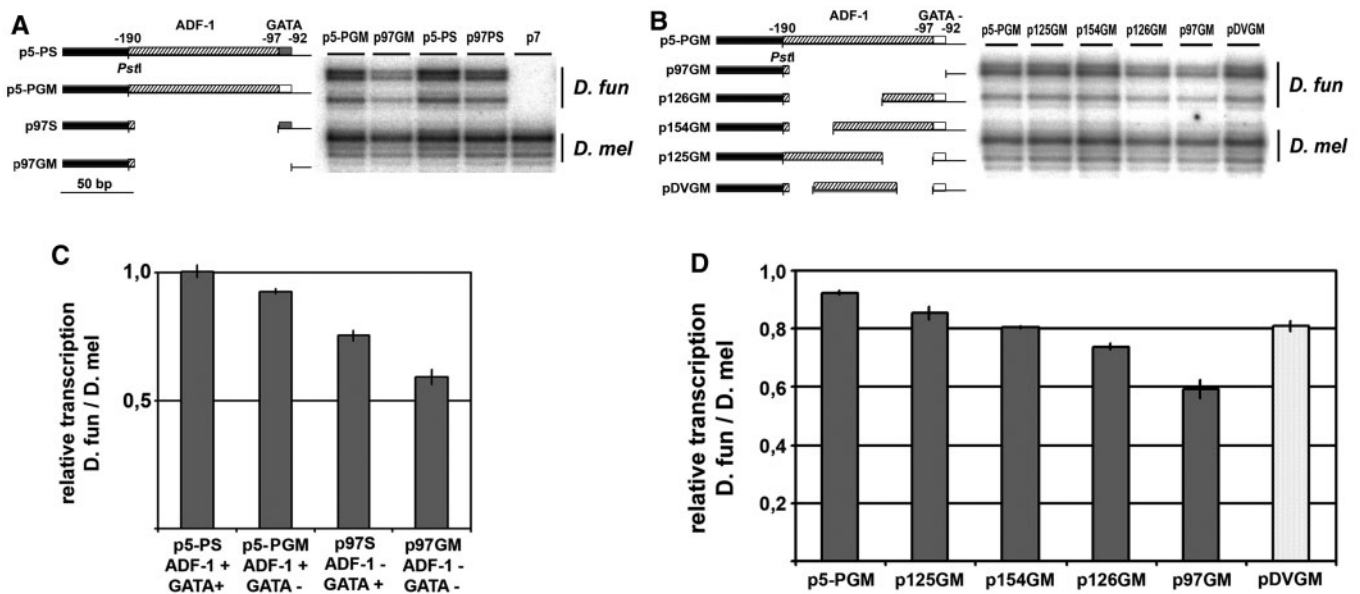 A
ADF-1
GATA
-190
-97
-92
p5-PS
PstI
p5-PGM
p97S
p97GM
50 bp
p5-PGM p97GM p5-PS p97PS p7
D. fun
D. mel
B
ADF-1
GATA -
-190
-97
-92
p5-PGM
PstI
p97GM
p126GM
p154GM
p125GM
pDVGM
p5-PGM p125GM p154GM p126GM p97GM pDVGM
D. fun
D. mel
C
relative transcription
D. fun / D. mel
1,0
0,5
p5-PS
ADF-1 +
GATA+
p5-PGM
ADF-1 +
GATA -
p97S
ADF-1 -
GATA +
p97GM
ADF-1 -
GATA -
D
relative transcription
D. fun / D. mel
1,0
0,8
0,6
0,4
0,2
p5-PGM p125GM p154GM p126GM p97GM pDVGM